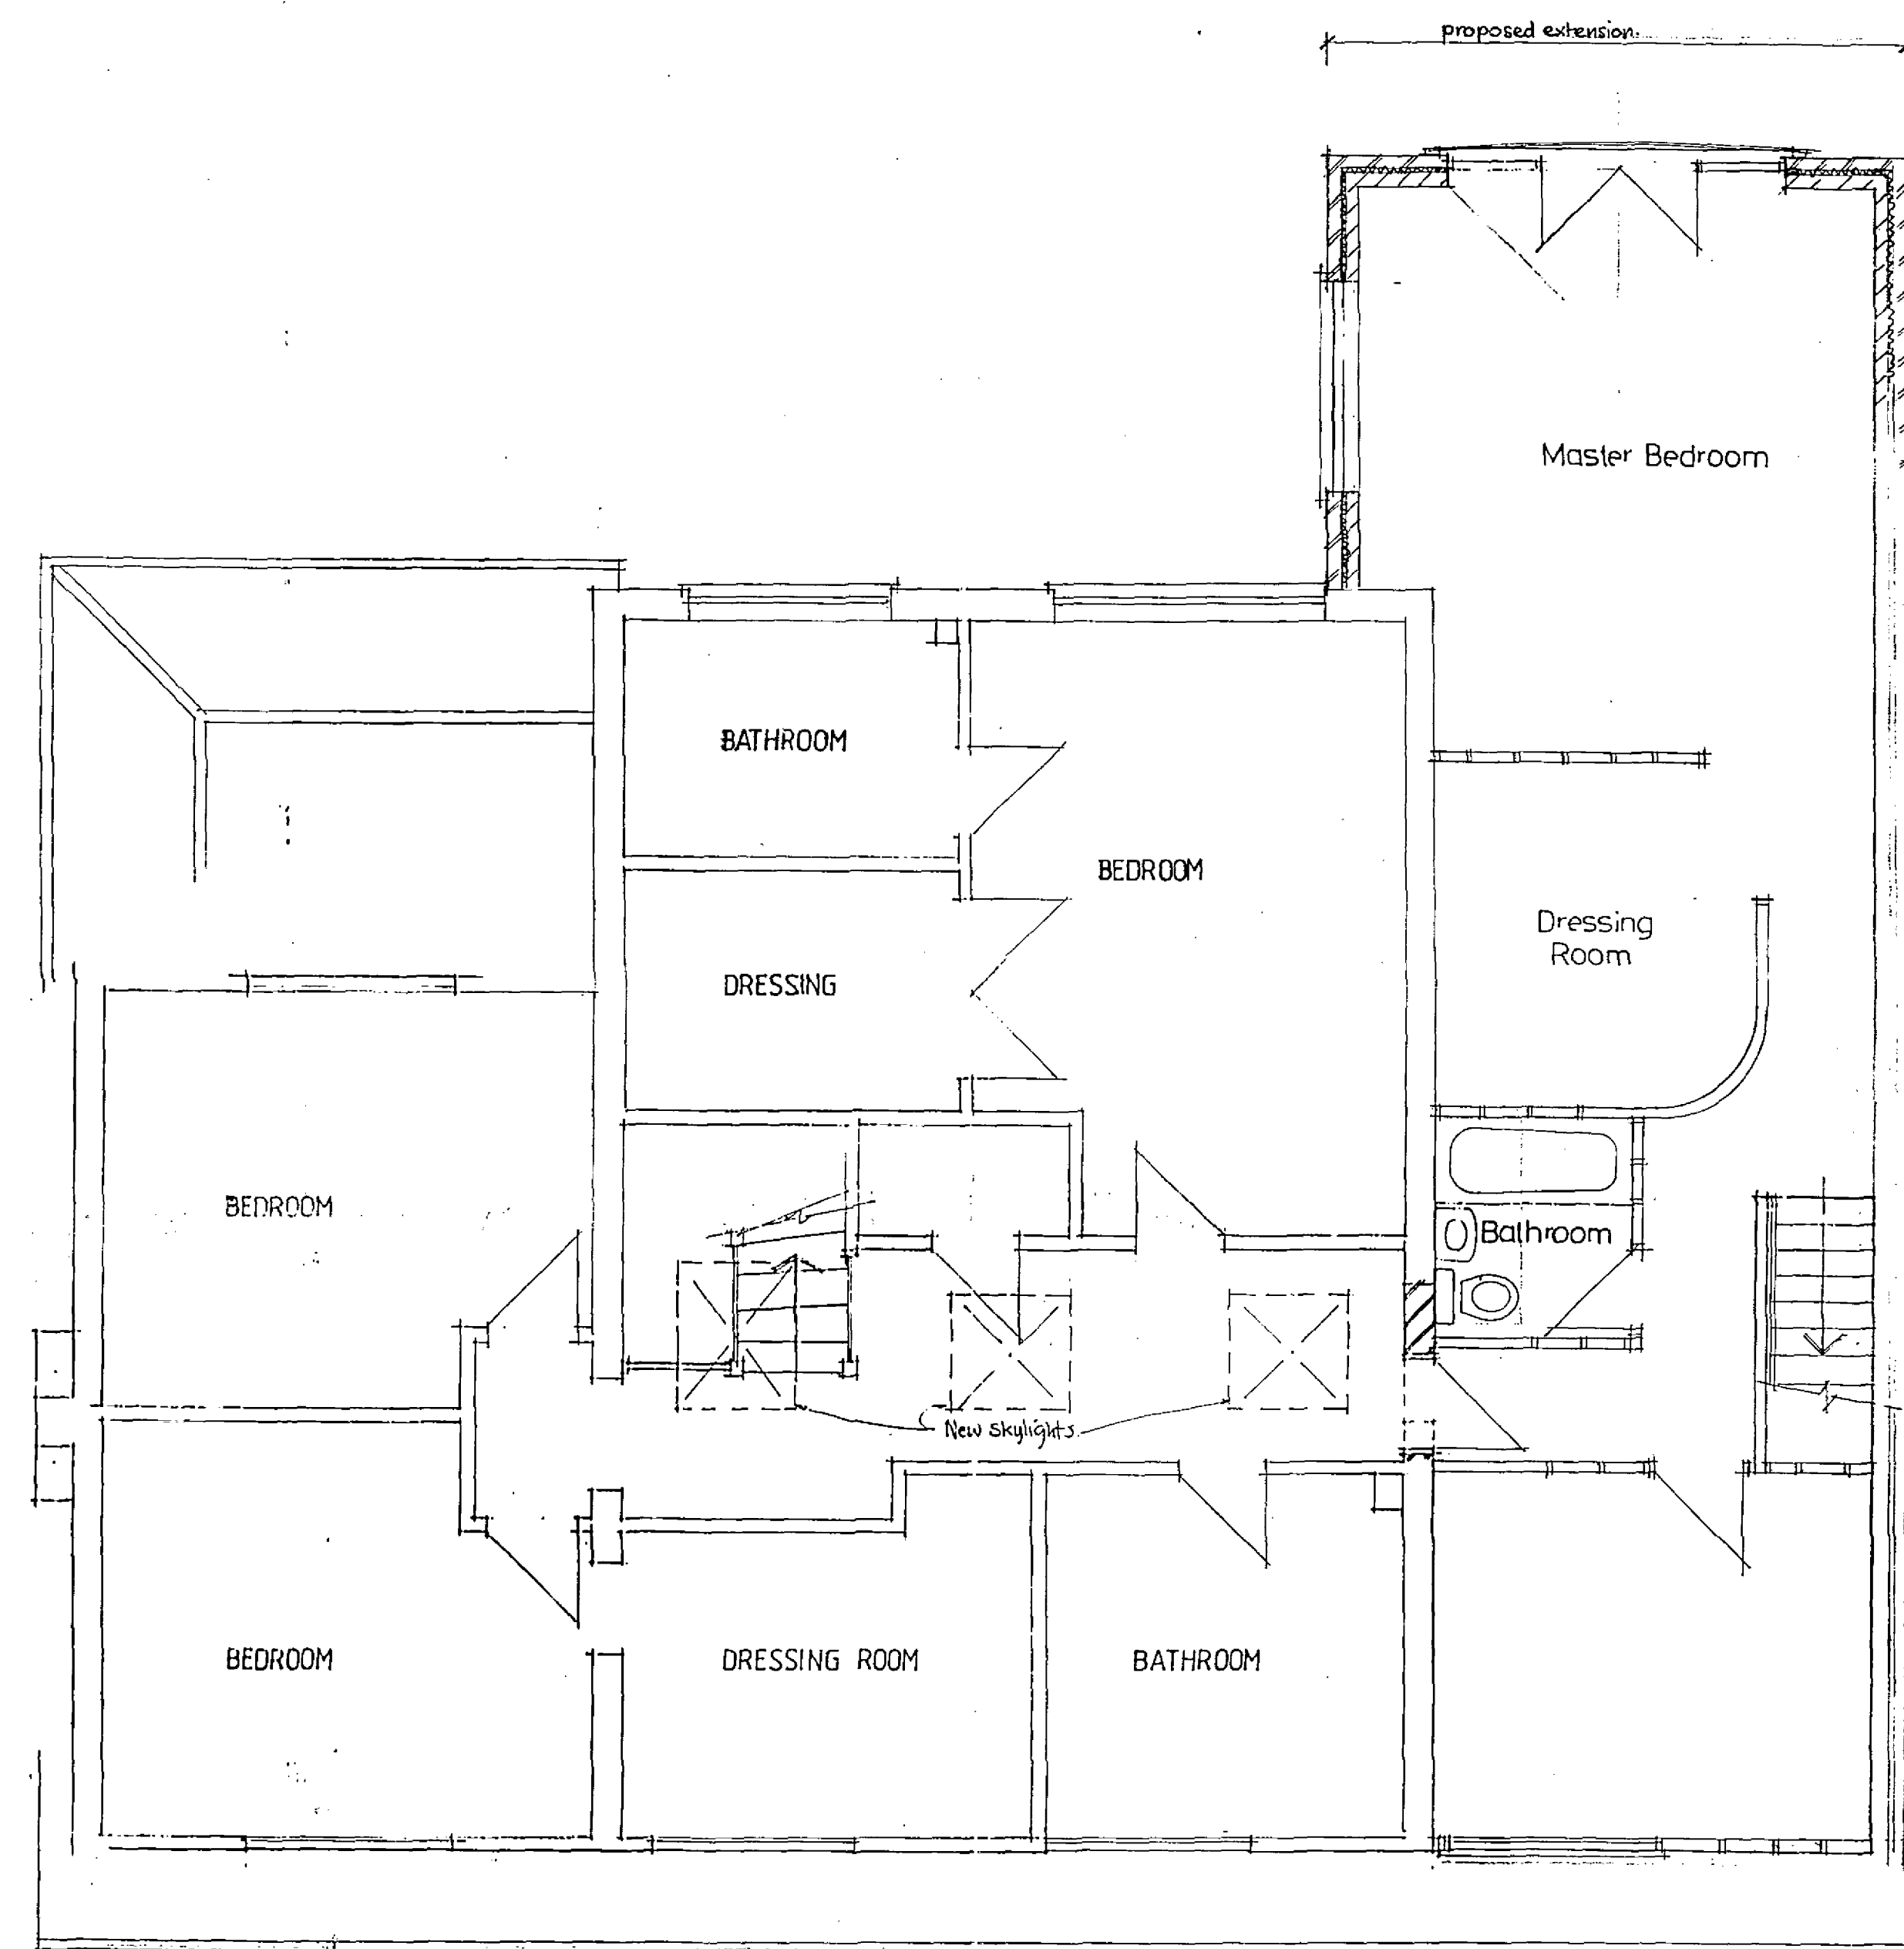 proposed extension.
Master Bedroom
BATHROOM
BEDROOM
Dressing
Room
DRESSING
BEDROOM
Bathroom
New Skylights.
BEDROOM
DRESSING ROOM
BATHROOM